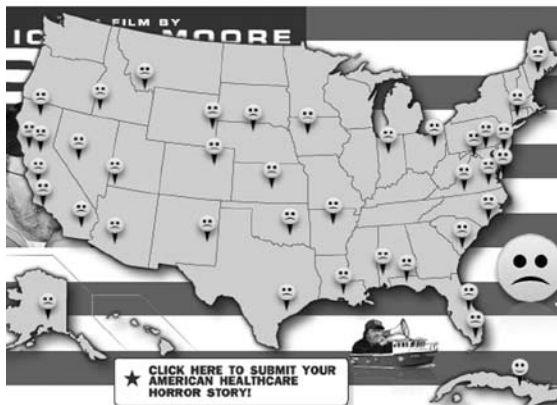 FILM BY
MOORE
CLICK HERE TO SUBMIT YOUR
AMERICAN HEALTHCARE
HORROR STORY!